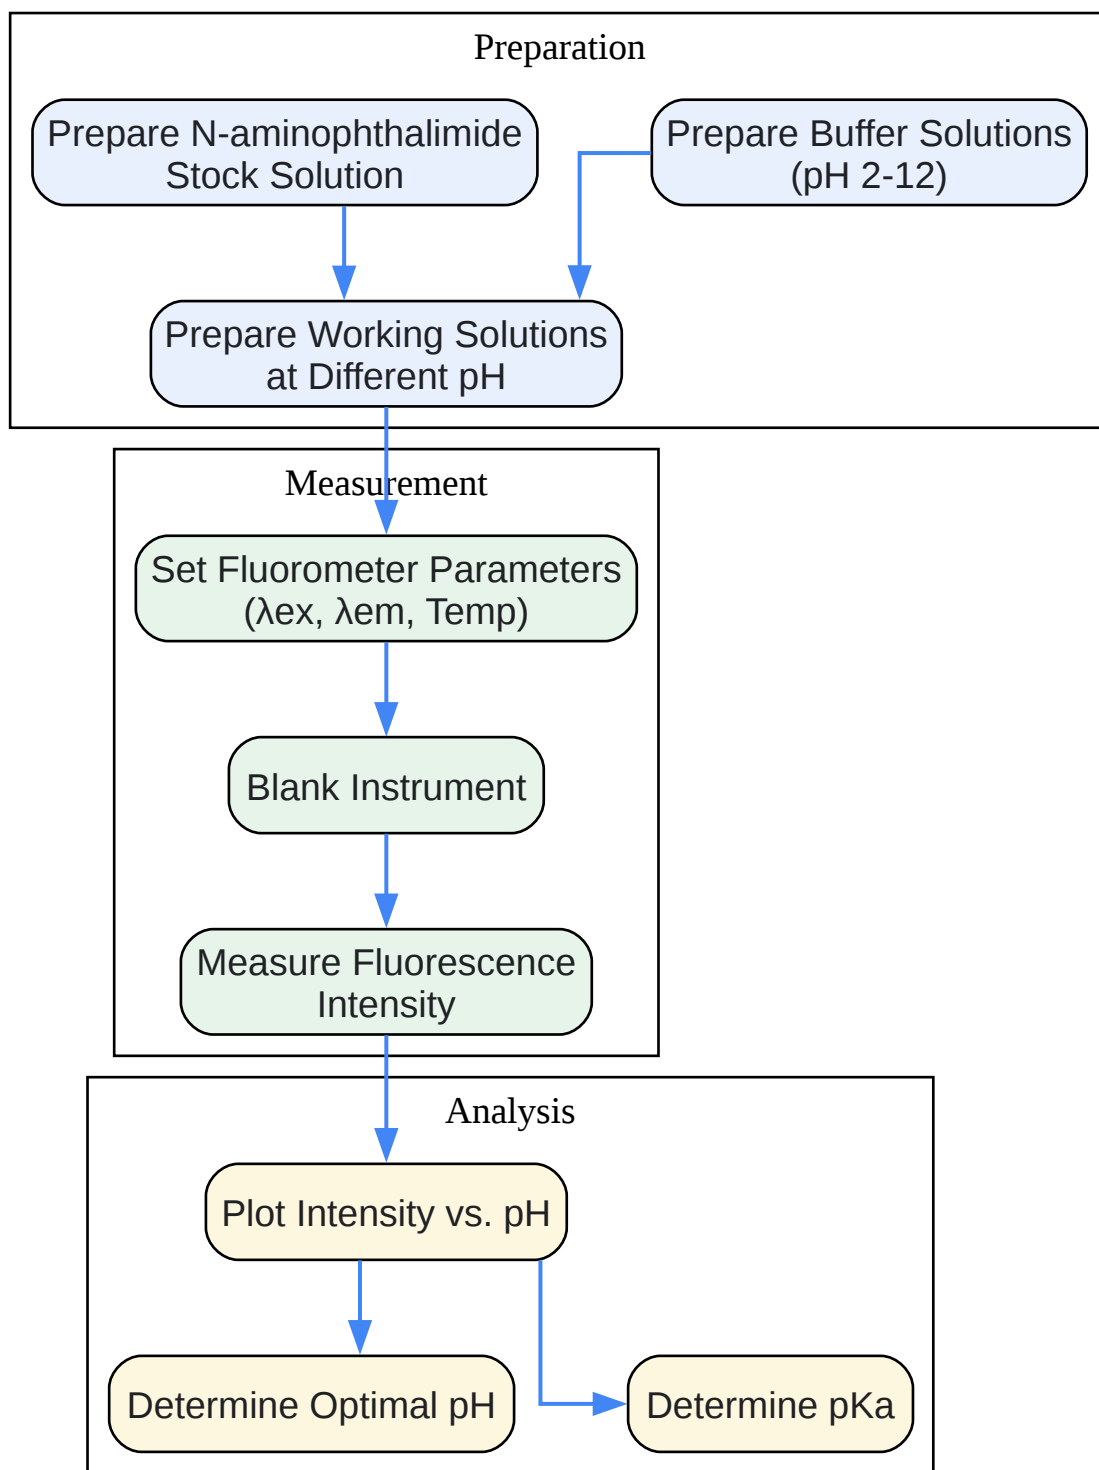 Preparation
Prepare N-aminophthalimide
Stock Solution
Prepare Buffer Solutions
(pH 2-12)
Prepare Working Solutions
at Different pH
Measurement
Set Fluorometer Parameters
(λex, λem, Temp)
Blank Instrument
Measure Fluorescence
Intensity
Analysis
Plot Intensity vs. pH
Determine Optimal pH
Determine pKa